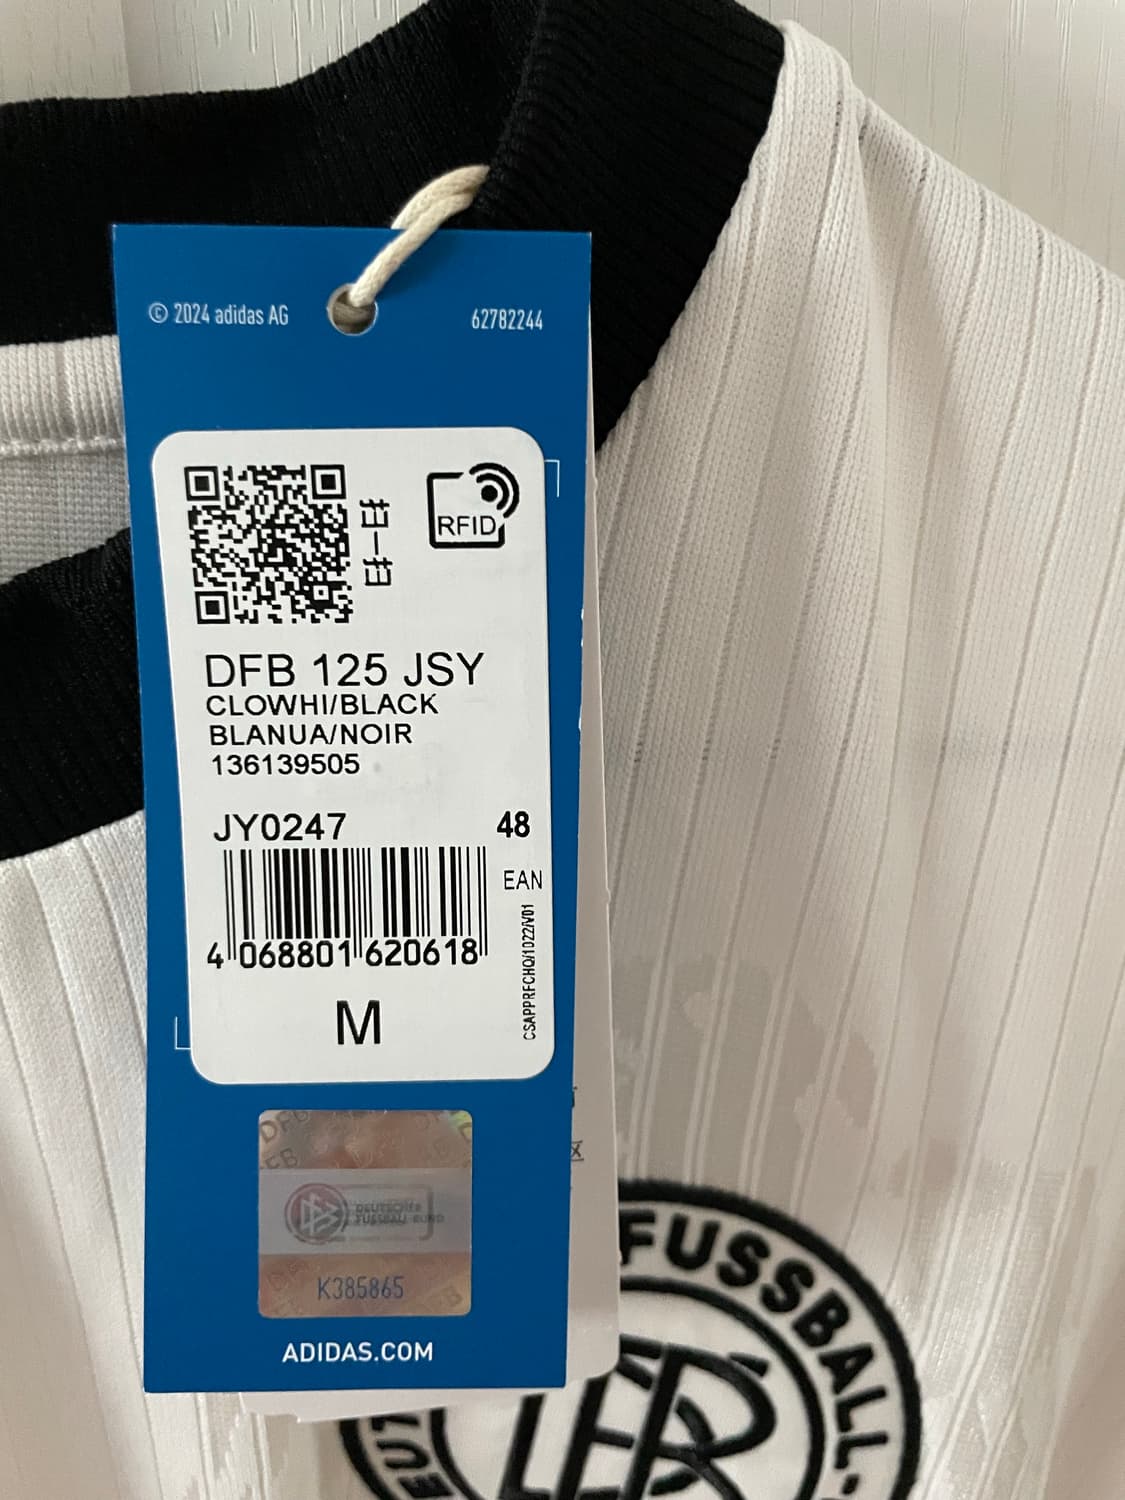 © 2024 adidas AG
62782244
RFID
DFB 125 JSY
CLOWHI/BLACK
BLANUA/NOIR
136139505
JY0247
48
EAN
4 068801 620618
CSAPPRFCHQ/1022/V01
M
DEUTSCHER
FUSSBALL-BUND
K385865
ADIDAS.COM
FUSSBALL-